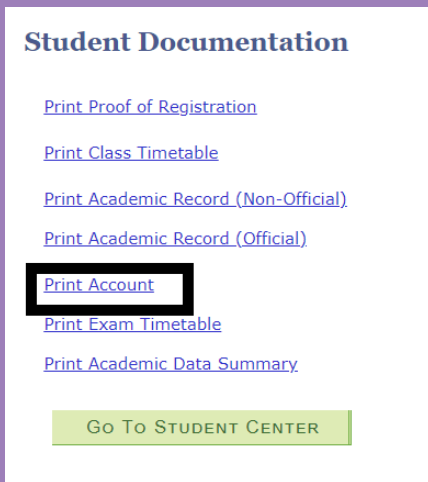 Student Documentation
Print Proof of Registration
Print Class Timetable
Print Academic Record (Non-Official)
Print Academic Record (Official)
Print Account
Print Exam Timetable
Print Academic Data Summary
Go To Student Center